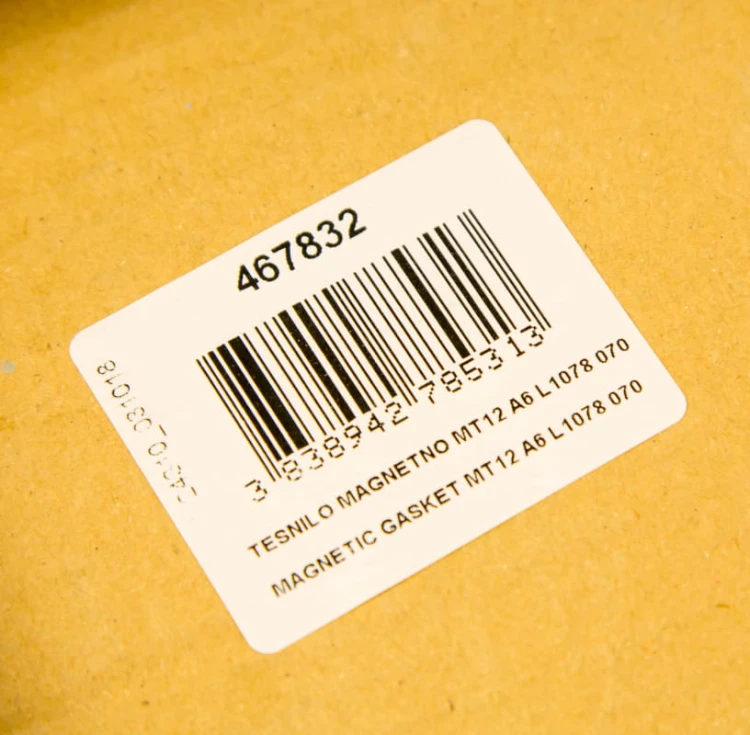 467832
3 838942 785313
TESNILO MAGNETNO MT12 A6 L1078 070
MAGNETIC GASKET MT12 A6 L1078 070